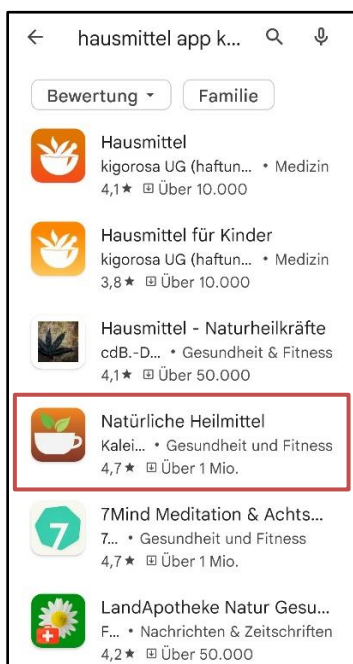 hausmittel app k...
Bewertung
Familie
Hausmittel
kigorosa UG (haftun... • Medizin
4,1★ Über 10.000
Hausmittel für Kinder
kigorosa UG (haftun... • Medizin
3,8★ Über 10.000
Hausmittel - Naturheilkräfte
cdB.-D... • Gesundheit & Fitness
4,1★ Über 50.000
Natürliche Heilmittel
Kalei... • Gesundheit und Fitness
4,7★ Über 1 Mio.
7
7Mind Meditation & Achts...
7... • Gesundheit und Fitness
4,7★ Über 1 Mio.
LandApotheke Natur Gesu...
F... • Nachrichten & Zeitschriften
4,2★ Über 50.000